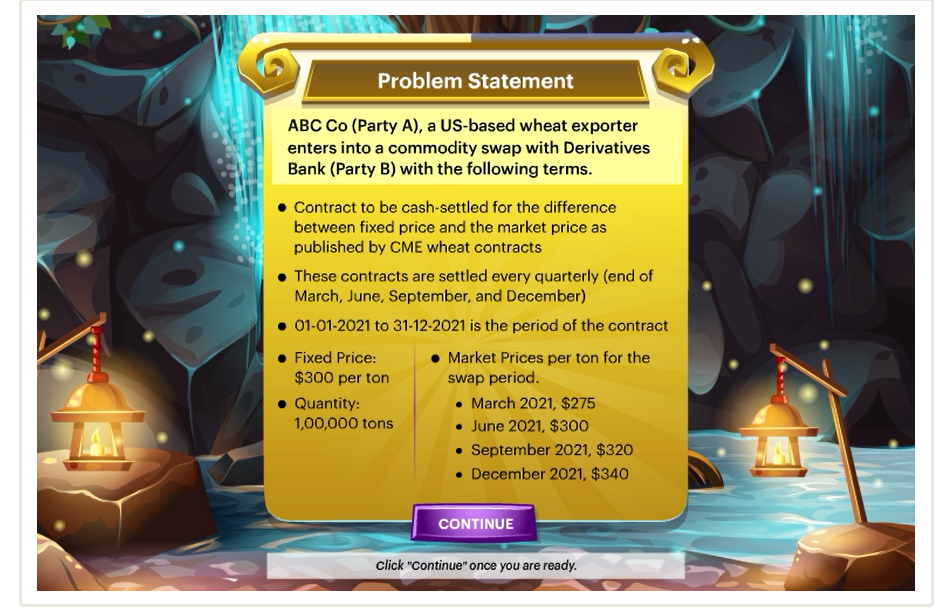 Problem Statement
ABC Co (Party A), a US-based wheat exporter
enters into a commodity swap with Derivatives
Bank (Party B) with the following terms.
• Contract to be cash-settled for the difference
between fixed price and the market price as
published by CME wheat contracts
• These contracts are settled every quarterly (end of
March, June, September, and December)
• 01-01-2021 to 31-12-2021 is the period of the contract
• Fixed Price:
$300 per ton
• Quantity:
1,00,000 tons
• Market Prices per ton for the
swap period.
• March 2021, $275
• June 2021, $300
• September 2021, $320
• December 2021, $340
CONTINUE
Click "Continue" once you are ready.